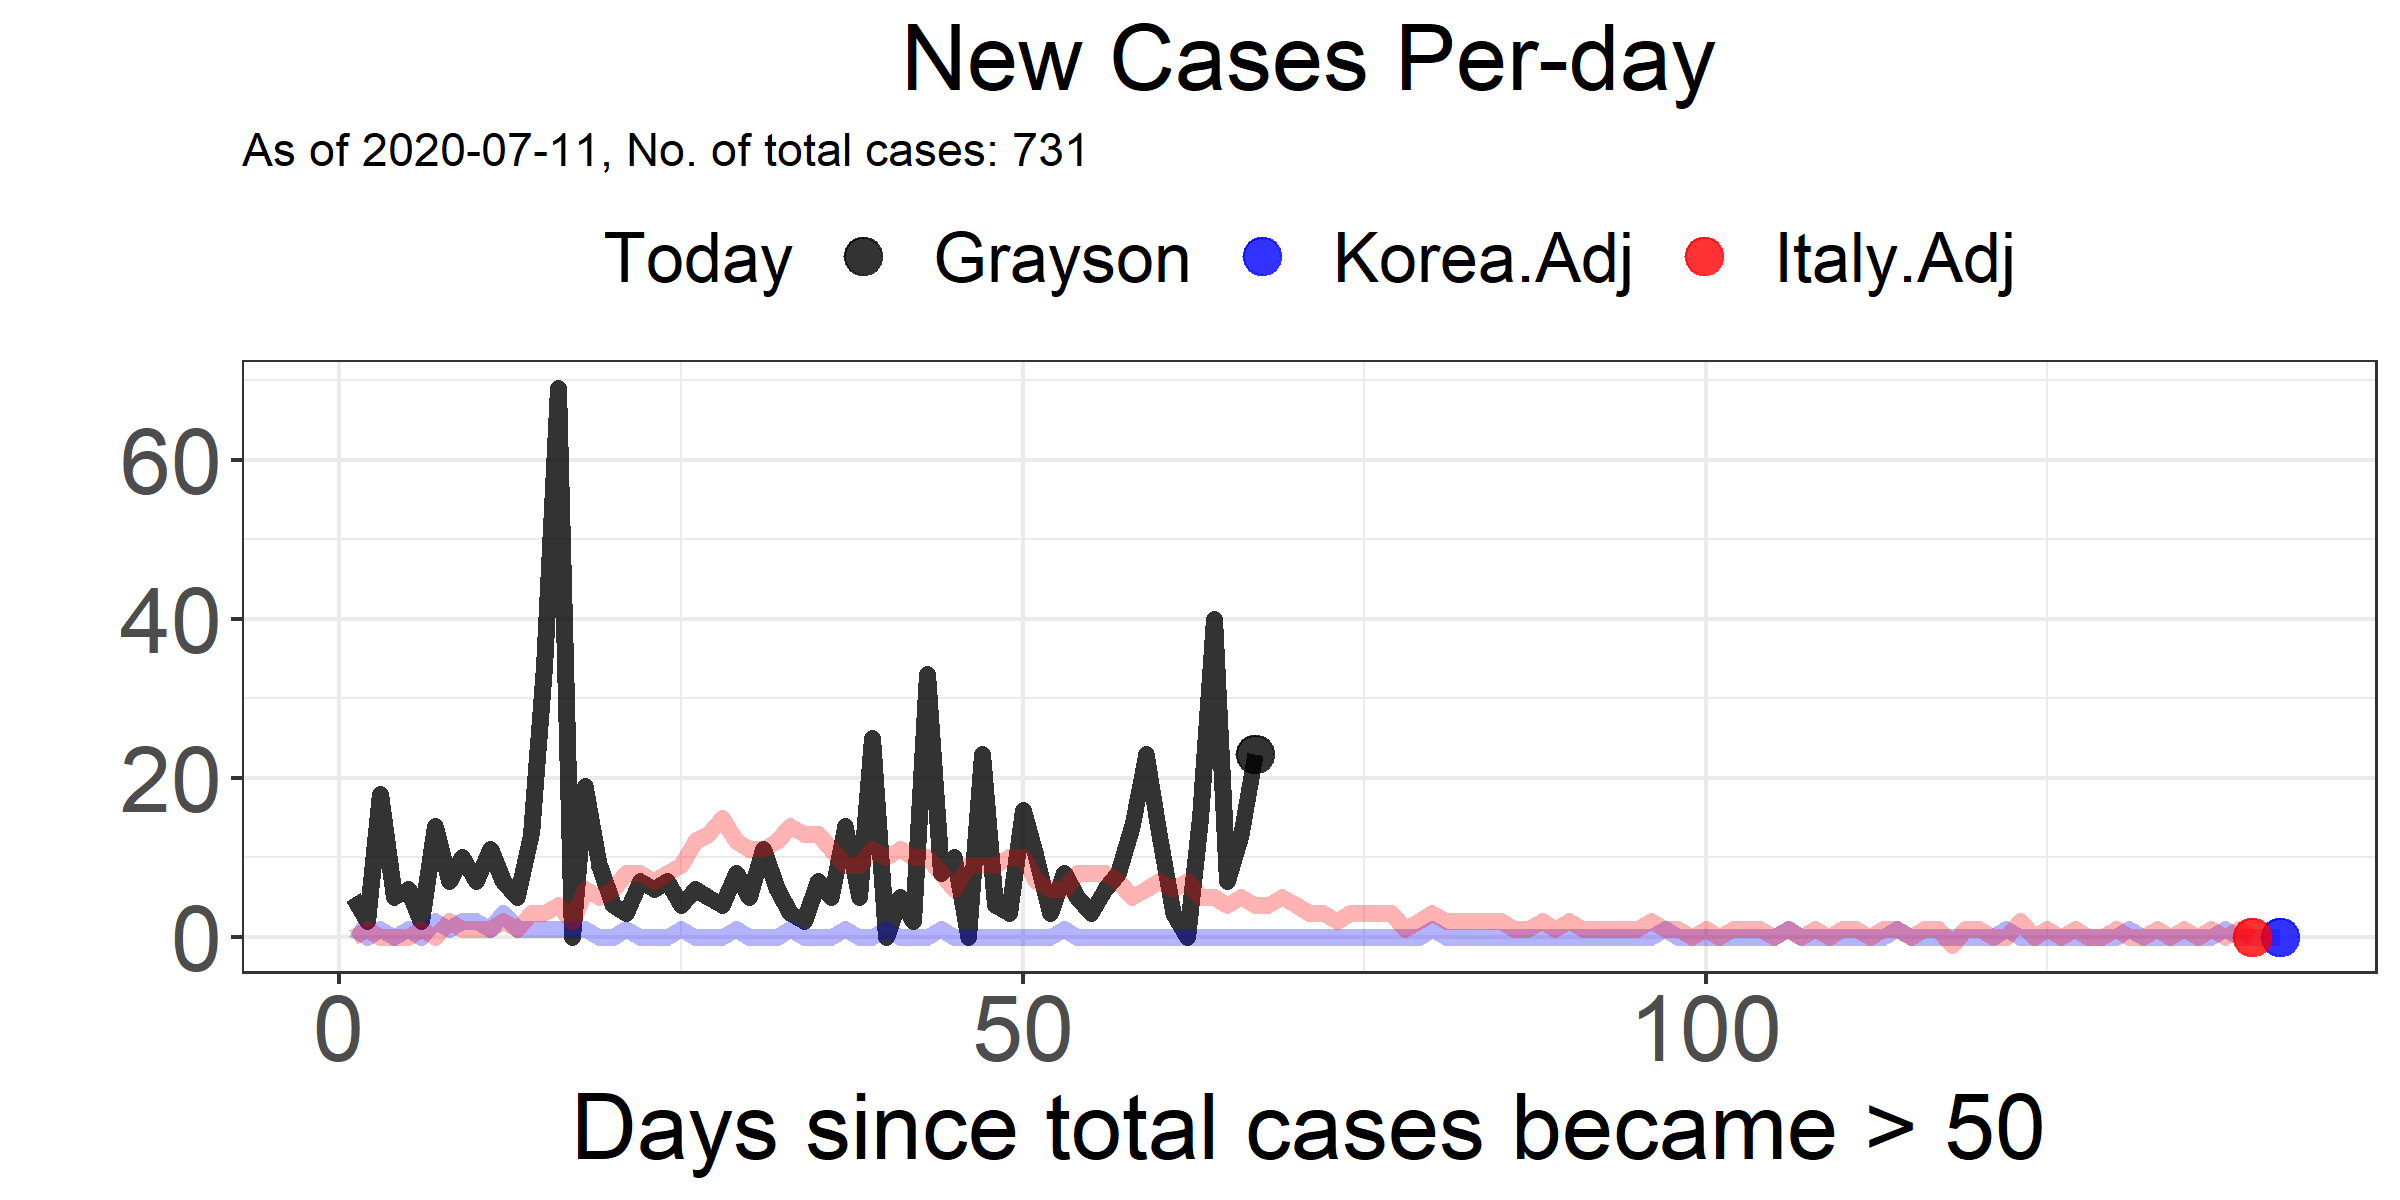 New Cases Per-day
As of 2020-07-11, No. of total cases: 731
Today Grayson Korea.Adj Italy.Adj
60
40
20
0
0 50 100
Days since total cases became > 50